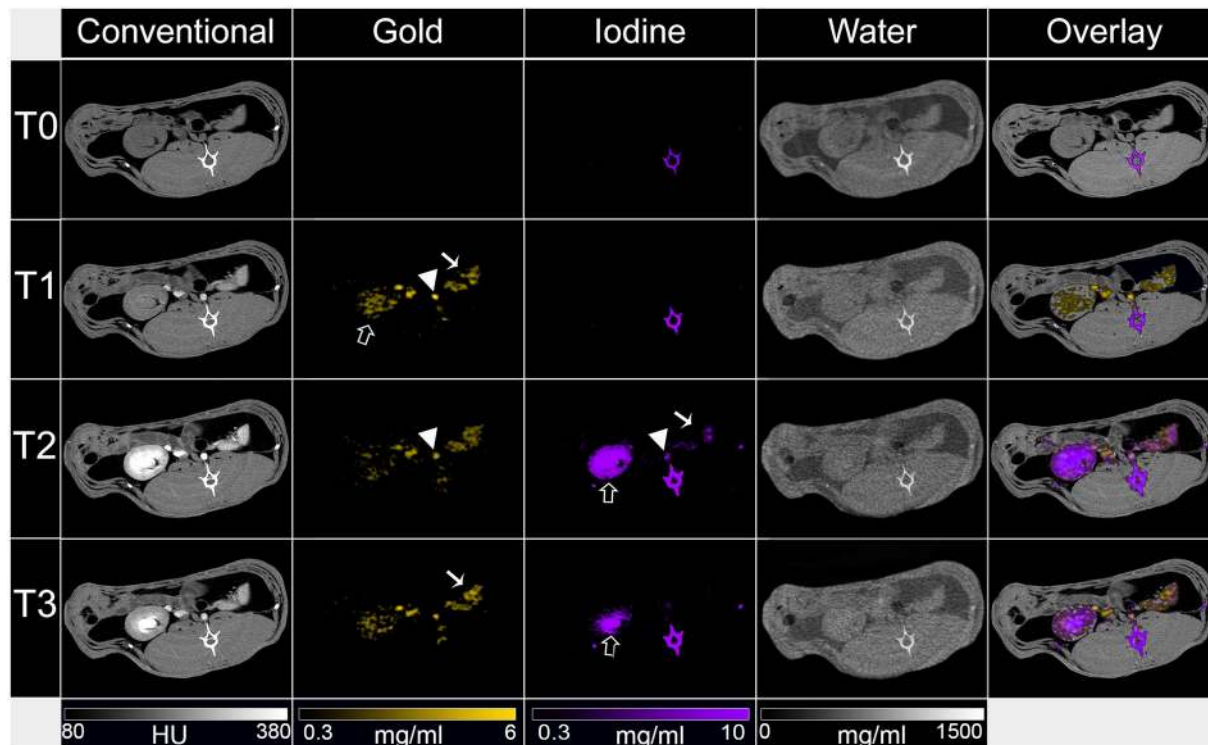 Conventional Gold Iodine Water Overlay
T0
T1
T2
T3
80 HU 380 0.3 mg/ml 6 0.3 mg/ml 10 0 mg/ml 1500